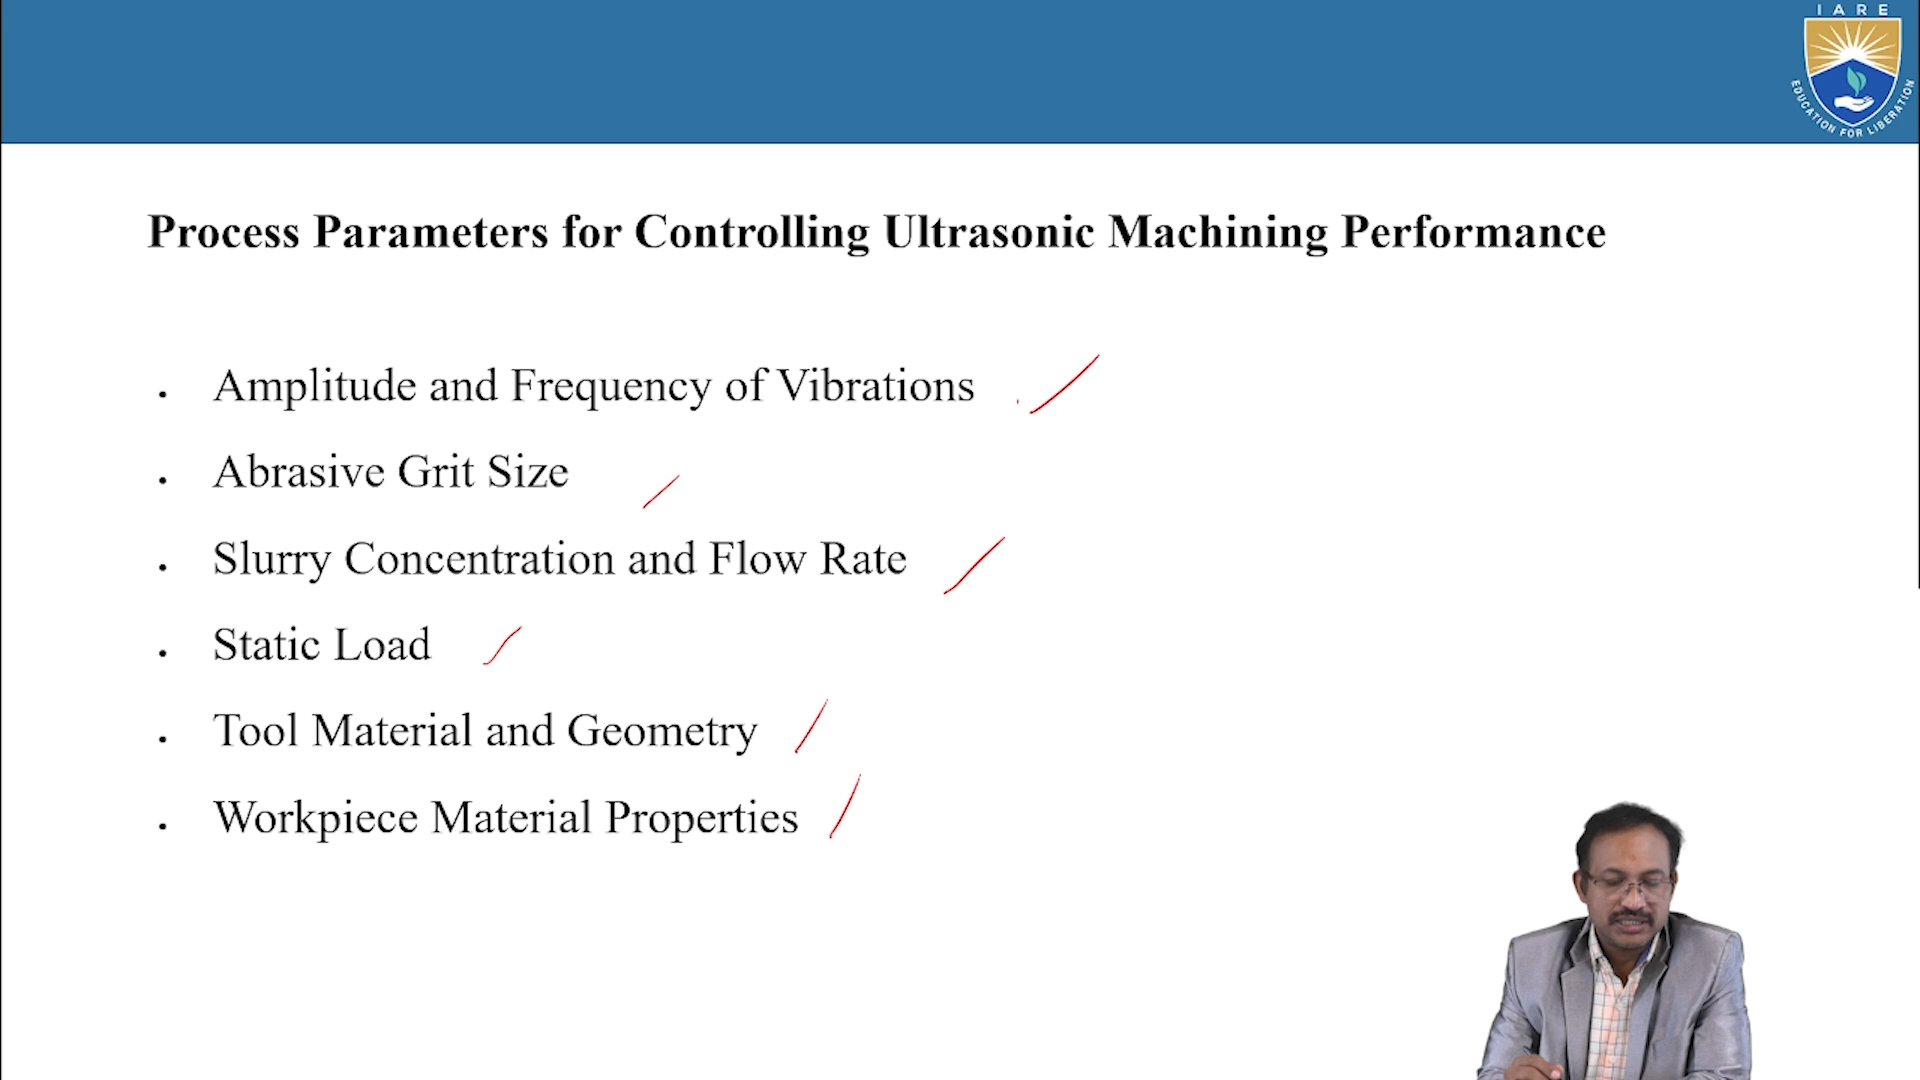 IARE
EDUCATION FOR LIBERATION
Process Parameters for Controlling Ultrasonic Machining Performance
• Amplitude and Frequency of Vibrations
• Abrasive Grit Size
• Slurry Concentration and Flow Rate
• Static Load
• Tool Material and Geometry
• Workpiece Material Properties